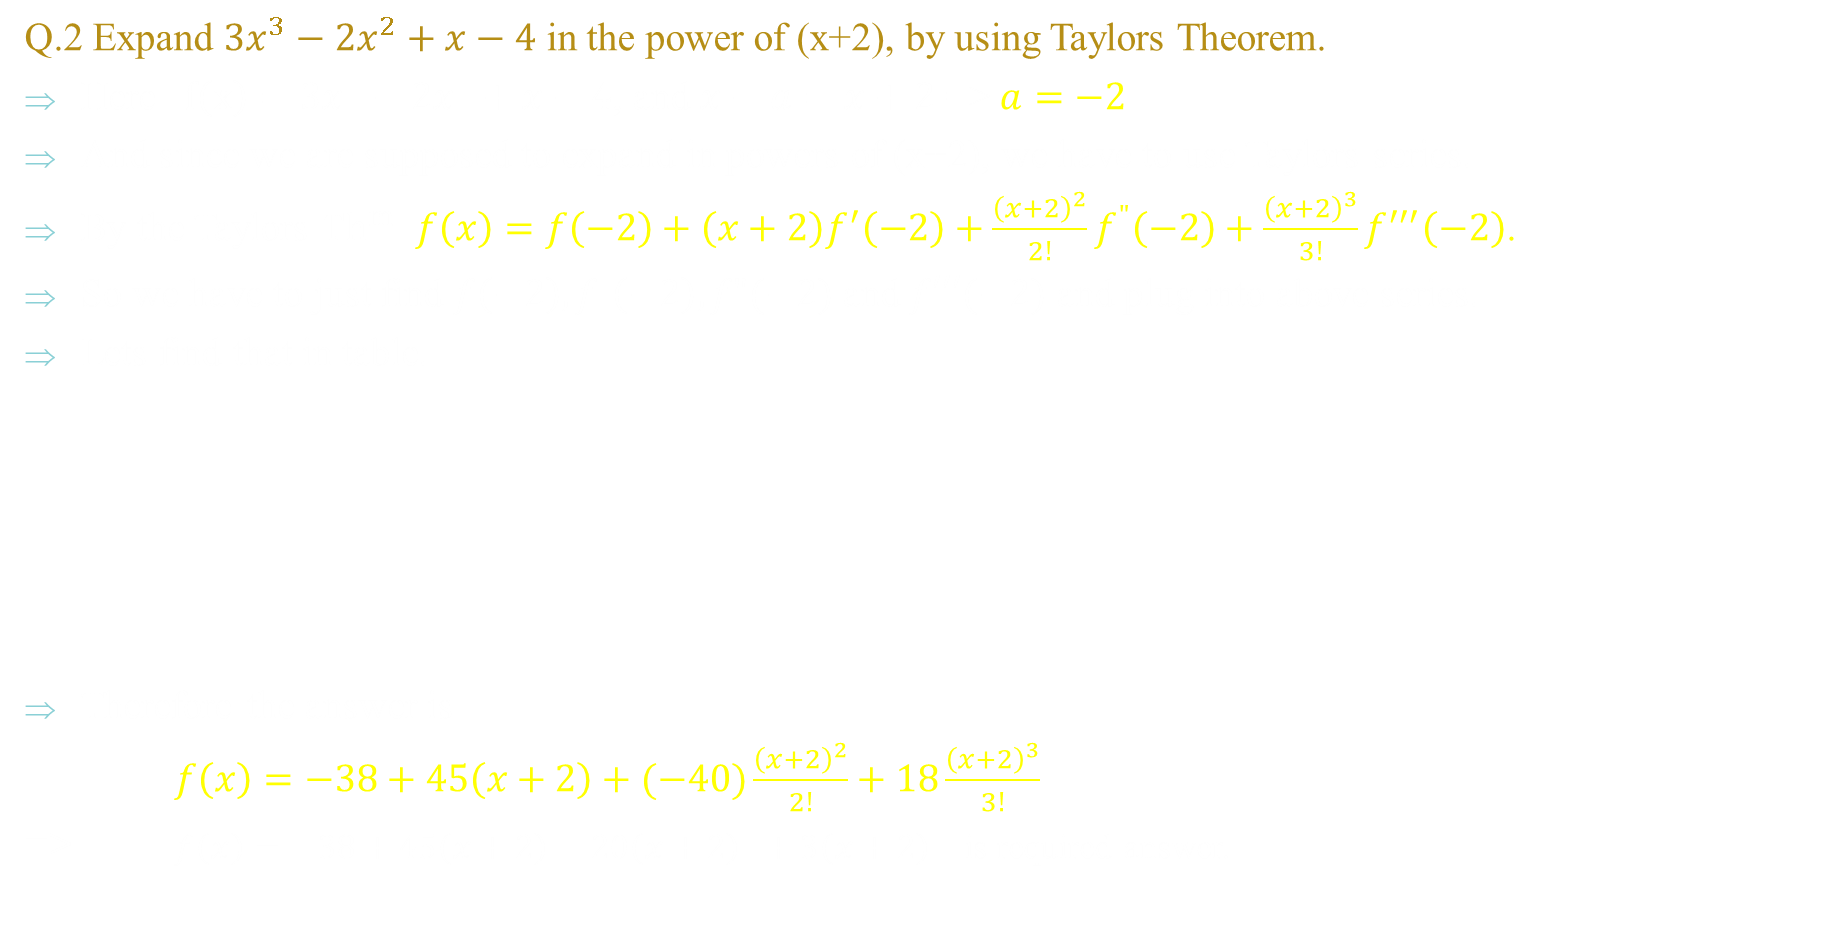 Q.2 Expand 3x³ − 2x² + x − 4 in the power of (x+2), by using Taylors Theorem.
⇒ a = −2
⇒
⇒ f(x) = f(−2) + (x + 2)f′(−2) + (x+2)²/2! f"(−2) + (x+2)³/3! f′′′(−2).
⇒
⇒
⇒
f(x) = −38 + 45(x + 2) + (−40) (x+2)²/2! + 18 (x+2)³/3!